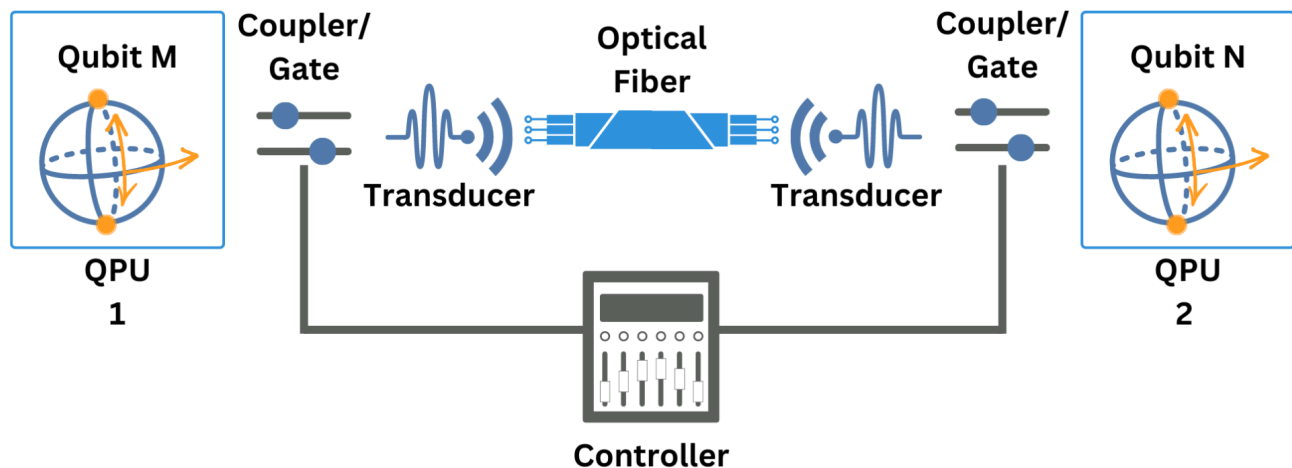 Qubit M
Coupler/
Gate
Optical
Fiber
Coupler/
Gate
Qubit N
Transducer
Transducer
QPU
1
QPU
2
Controller